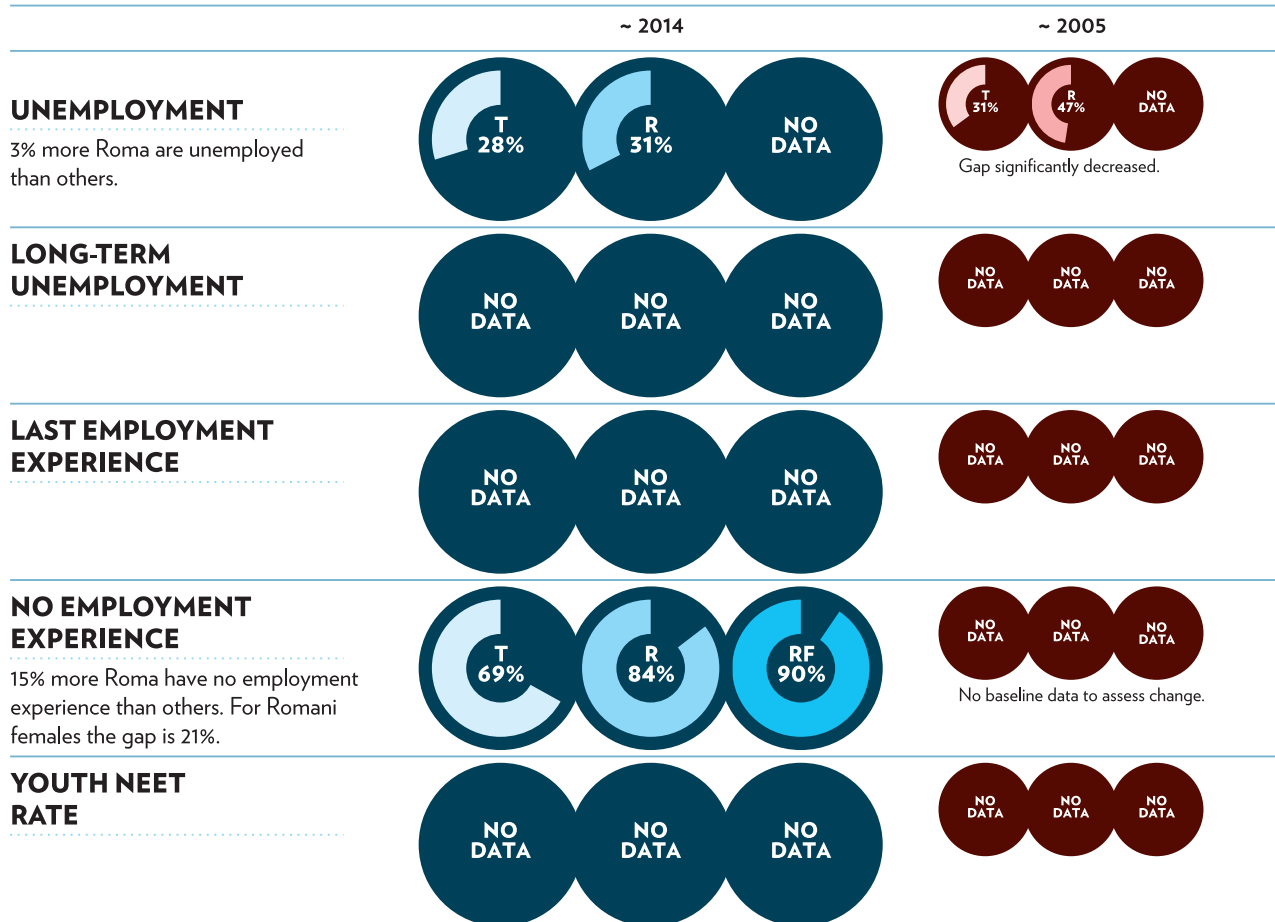 ~ 2014
~ 2005
UNEMPLOYMENT
3% more Roma are unemployed
than others.
T
28%
R
31%
NO
DATA
T
31%
R
47%
NO
DATA
Gap significantly decreased.
LONG-TERM
UNEMPLOYMENT
NO
DATA
NO
DATA
NO
DATA
NO
DATA
NO
DATA
NO
DATA
LAST EMPLOYMENT
EXPERIENCE
NO
DATA
NO
DATA
NO
DATA
NO
DATA
NO
DATA
NO
DATA
NO EMPLOYMENT
EXPERIENCE
15% more Roma have no employment
experience than others. For Romani
females the gap is 21%.
T
69%
R
84%
RF
90%
NO
DATA
NO
DATA
NO
DATA
No baseline data to assess change.
YOUTH NEET
RATE
NO
DATA
NO
DATA
NO
DATA
NO
DATA
NO
DATA
NO
DATA